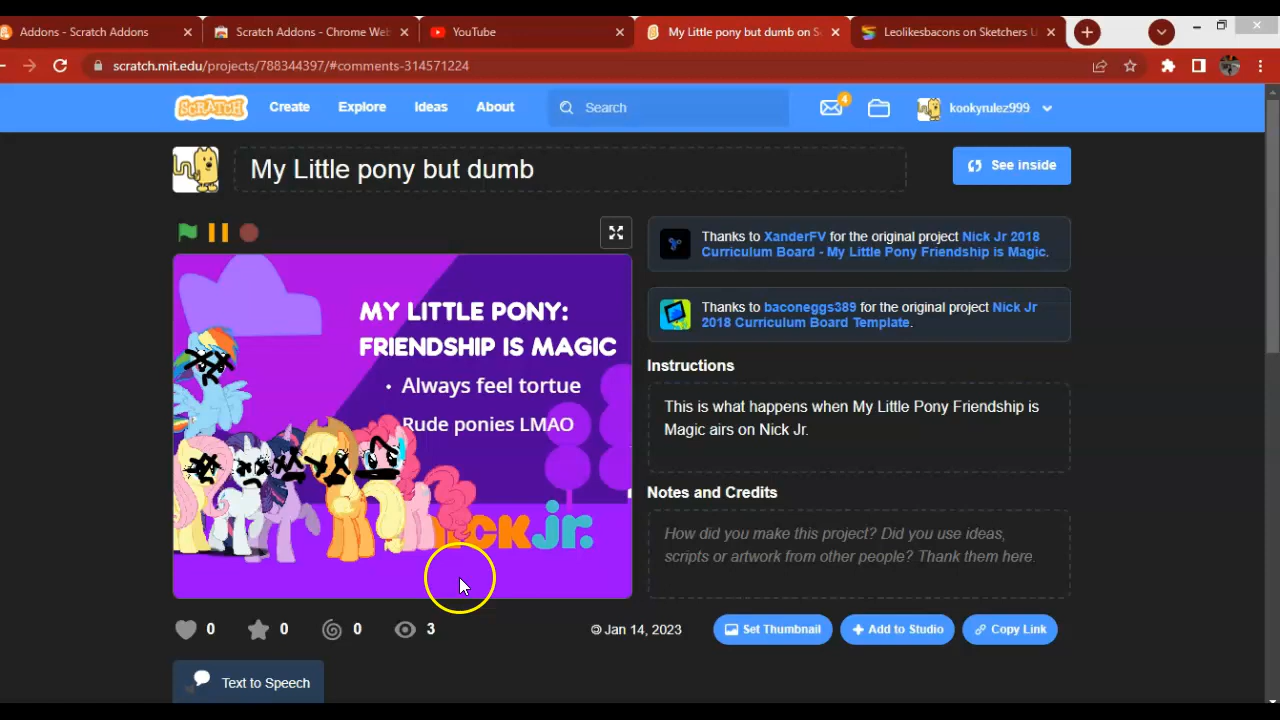 Addons - Scratch Addons
Scratch Addons - Chrome Web
YouTube
My Little pony but dumb on S
Leolikesbacons on Sketchers U
scratch.mit.edu/projects/788344397/#comments-314571224
SCRATCH
Create
Explore
Ideas
About
Search
4
kookyrulez999
My Little pony but dumb
See inside
Thanks to XanderFV for the original project Nick Jr 2018
Curriculum Board - My Little Pony Friendship is Magic.
Thanks to baconeggs389 for the original project Nick Jr
2018 Curriculum Board Template.
MY LITTLE PONY:
FRIENDSHIP IS MAGIC
• Always feel tortue
Rude ponies LMAO
nick jr.
Instructions
This is what happens when My Little Pony Friendship is
Magic airs on Nick Jr.
Notes and Credits
How did you make this project? Did you use ideas,
scripts or artwork from other people? Thank them here.
0
0
0
3
© Jan 14, 2023
Set Thumbnail
Add to Studio
Copy Link
Text to Speech